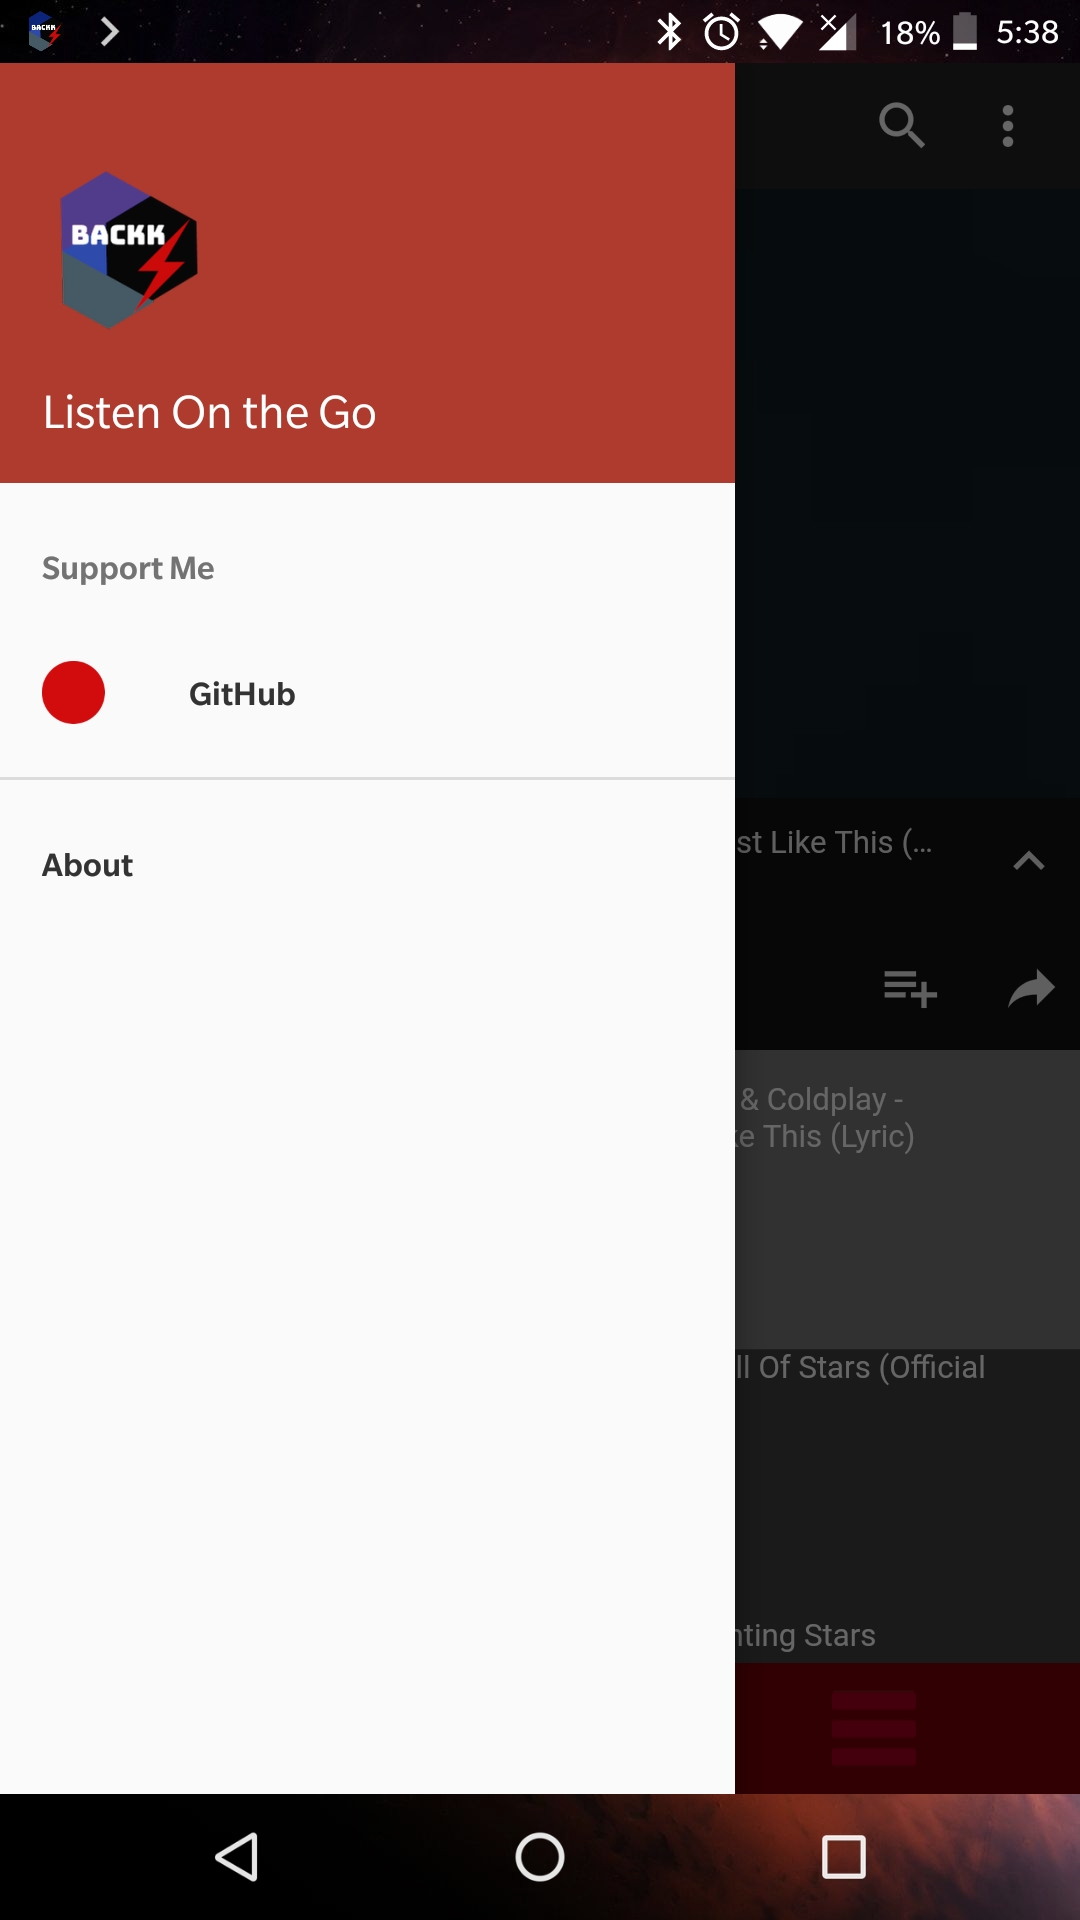 18% 5:38
BACKK
Listen On the Go
Support Me
GitHub
About
st Like This (…
& Coldplay -
ke This (Lyric)
ll Of Stars (Official
nting Stars